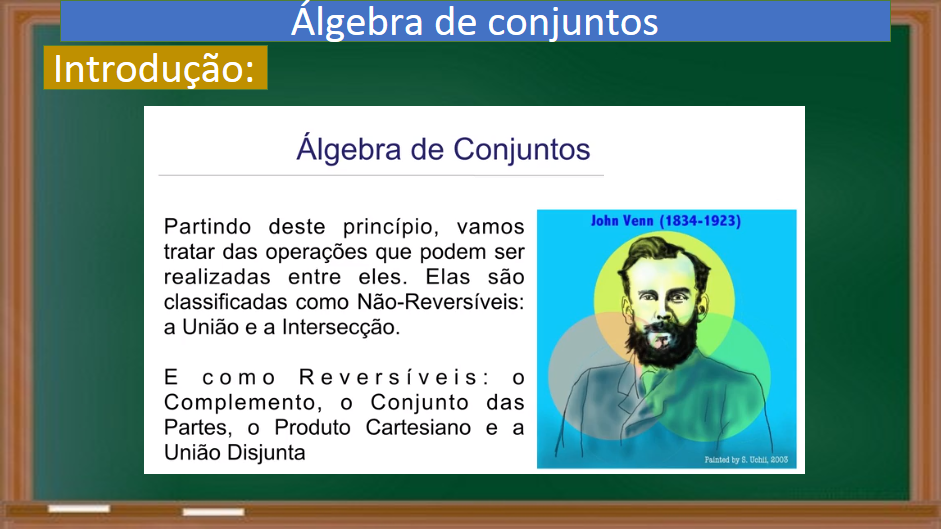 Álgebra de conjuntos
Introdução:
Álgebra de Conjuntos
Partindo deste princípio, vamos
tratar das operações que podem ser
realizadas entre eles. Elas são
classificadas como Não-Reversíveis:
a União e a Intersecção.
E como Reversíveis: o
Complemento, o Conjunto das
Partes, o Produto Cartesiano e a
União Disjunta
John Venn (1834-1923)
Painted by S. Uchii, 2003